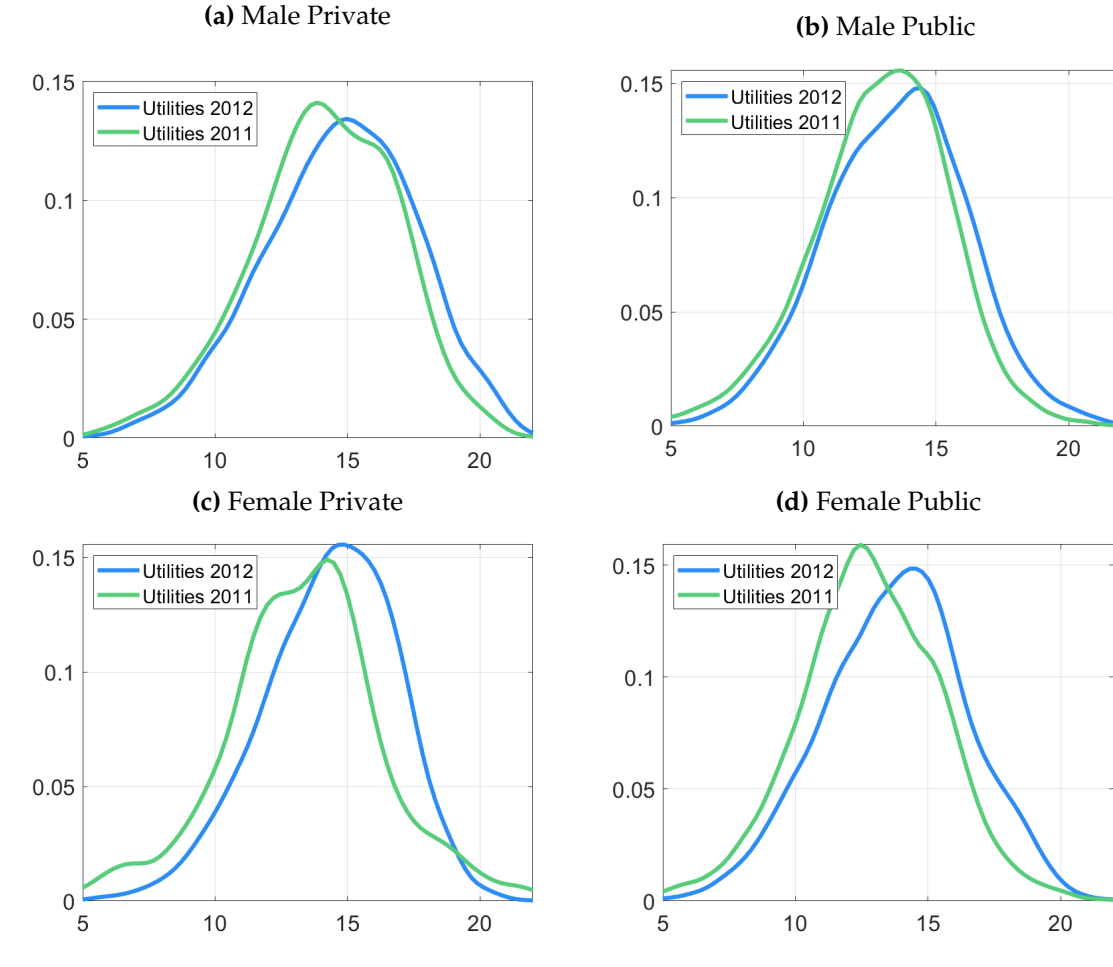 (a) Male Private
0.15
0.1
0.05
0
5 10 15 20
Utilities 2012
Utilities 2011
(b) Male Public
0.15
0.1
0.05
0
5 10 15 20
Utilities 2012
Utilities 2011
(c) Female Private
0.15
0.1
0.05
0
5 10 15 20
Utilities 2012
Utilities 2011
(d) Female Public
0.15
0.1
0.05
0
5 10 15 20
Utilities 2012
Utilities 2011